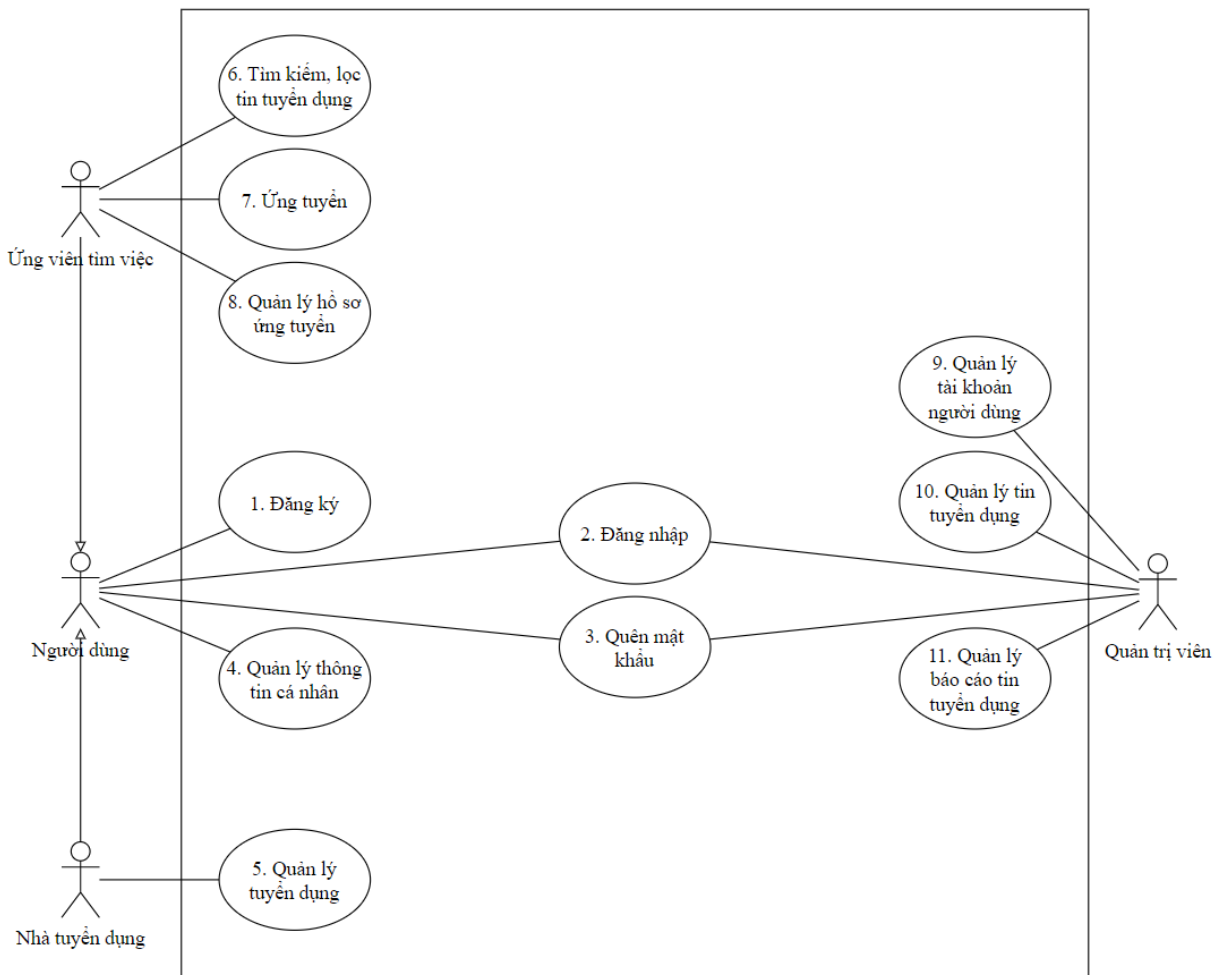 6. Tìm kiếm, lọc
tin tuyển dụng
7. Ứng tuyển
Ứng viên tìm việc
8. Quản lý hồ sơ
ứng tuyển
9. Quản lý
tài khoản
người dùng
1. Đăng ký
10. Quản lý tin
tuyển dụng
2. Đăng nhập
Người dùng
3. Quên mật
khẩu
Quản trị viên
4. Quản lý thông
tin cá nhân
11. Quản lý
báo cáo tin
tuyển dụng
5. Quản lý
tuyển dụng
Nhà tuyển dụng